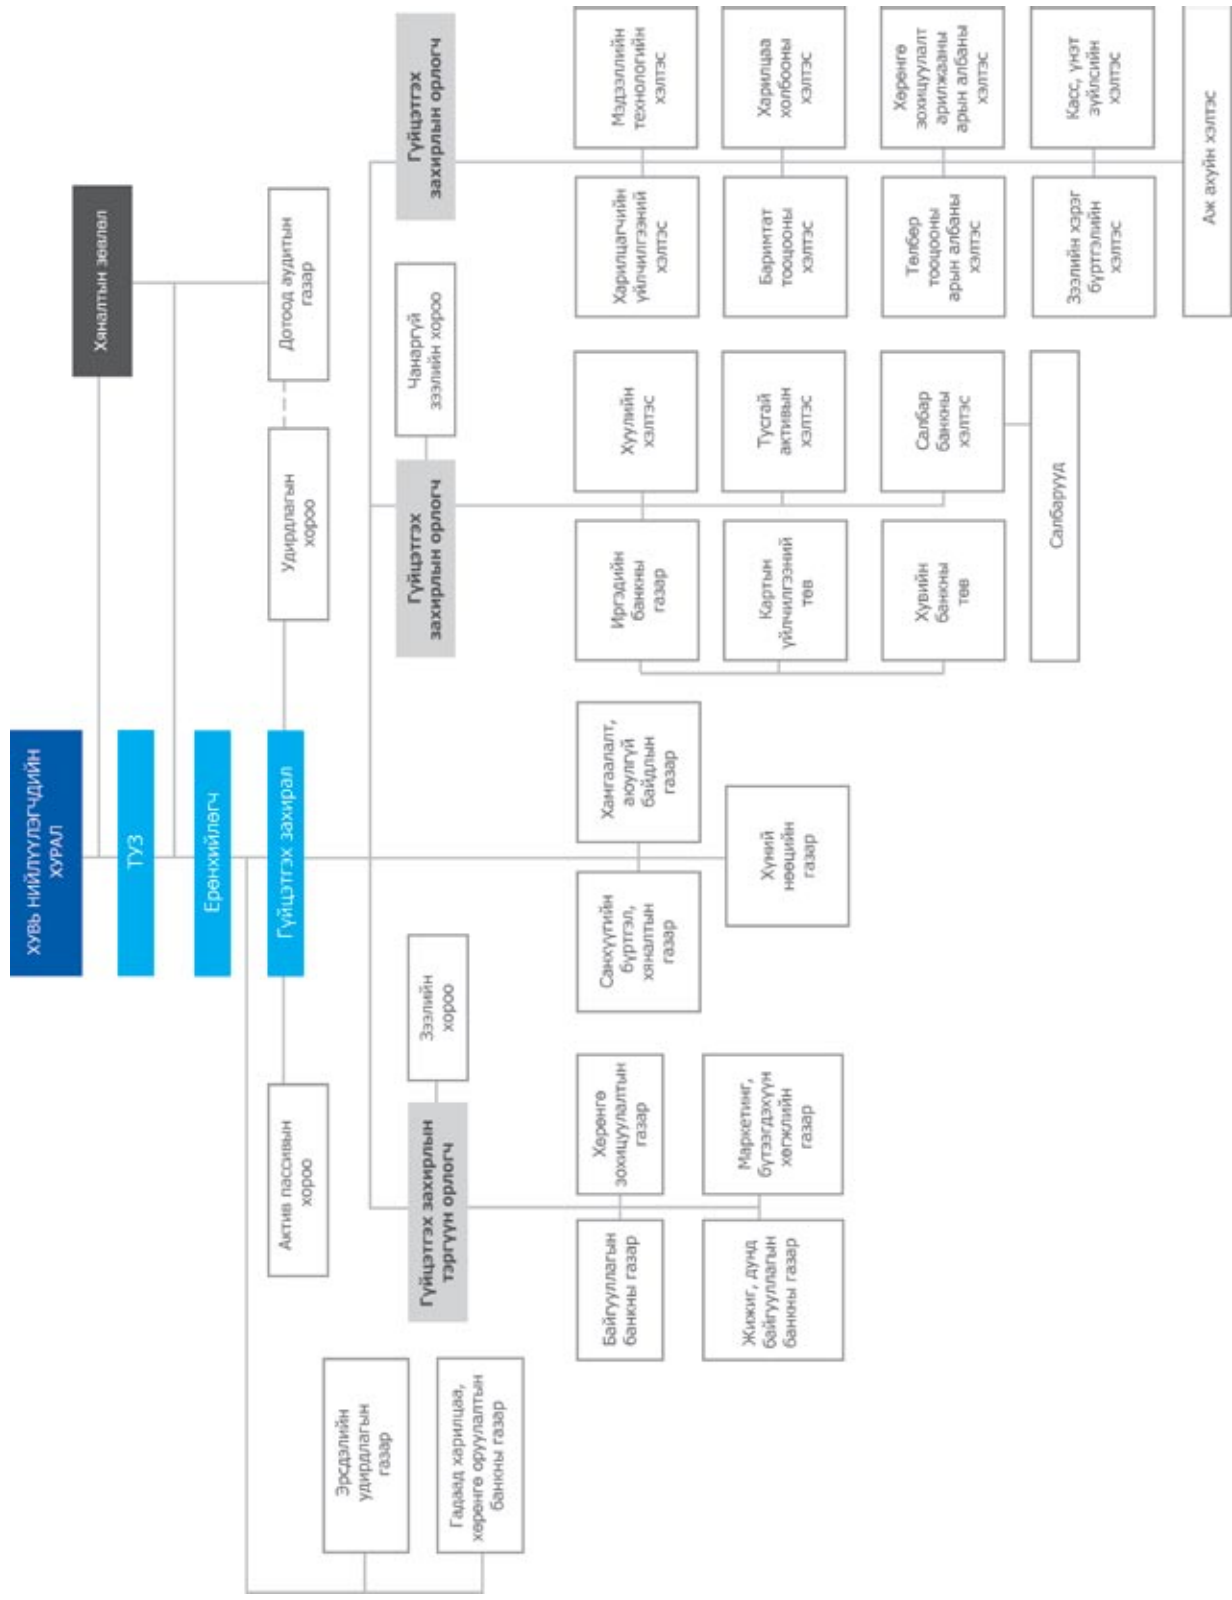 ХУВЬ НИЙЛҮҮЛЭГЧДИЙН
ХУРАЛ
Хяналтын зөвлөл
ТУЗ
Ерөнхийлөгч
Актив пассивын
хороо
Гүйцэтгэх захирал
Удирдлагын
хороо
Дотоод аудитын
газар
Эрсдэлийн
удирдлагын
газар
Гадаад харилцаа,
хөрөнгө оруулалтын
банкны газар
Гүйцэтгэх захирлын
тэргүүн орлогч
Зээлийн
хороо
Гүйцэтгэх
захирлын орлогч
Чанаргүй
зээлийн хороо
Гүйцэтгэх
захирлын орлогч
Байгууллагын
банкны газар
Хөрөнгө
зохицуулалтын
газар
Жижиг, дунд
байгууллагын
банкны газар
Маркетинг,
бүтээгдэхүүн
хөгжлийн
газар
Санхүүгийн
бүртгэл,
хяналтын
газар
Хамгаалалт,
аюулгүй
байдлын
газар
Хүний
нөөцийн
газар
Иргэдийн
банкны
газар
Хуулийн
хэлтэс
Картын
үйлчилгээний
төв
Тусгай
активын
хэлтэс
Хувийн
банкны
төв
Салбар
банкны
хэлтэс
Салбарууд
Харилцагчийн
үйлчилгээний
хэлтэс
Мэдээллийн
технологийн
хэлтэс
Баримтат
тооцооны
хэлтэс
Харилцаа
холбооны
хэлтэс
Төлбөр
тооцооны
арын албаны
хэлтэс
Хөрөнгө
зохицуулалт
арилжааны
арын албаны
хэлтэс
Зээлийн хэрэг
бүртгэлийн
хэлтэс
Касс, үнэт
зүйлсийн
хэлтэс
Аж ахуйн хэлтэс